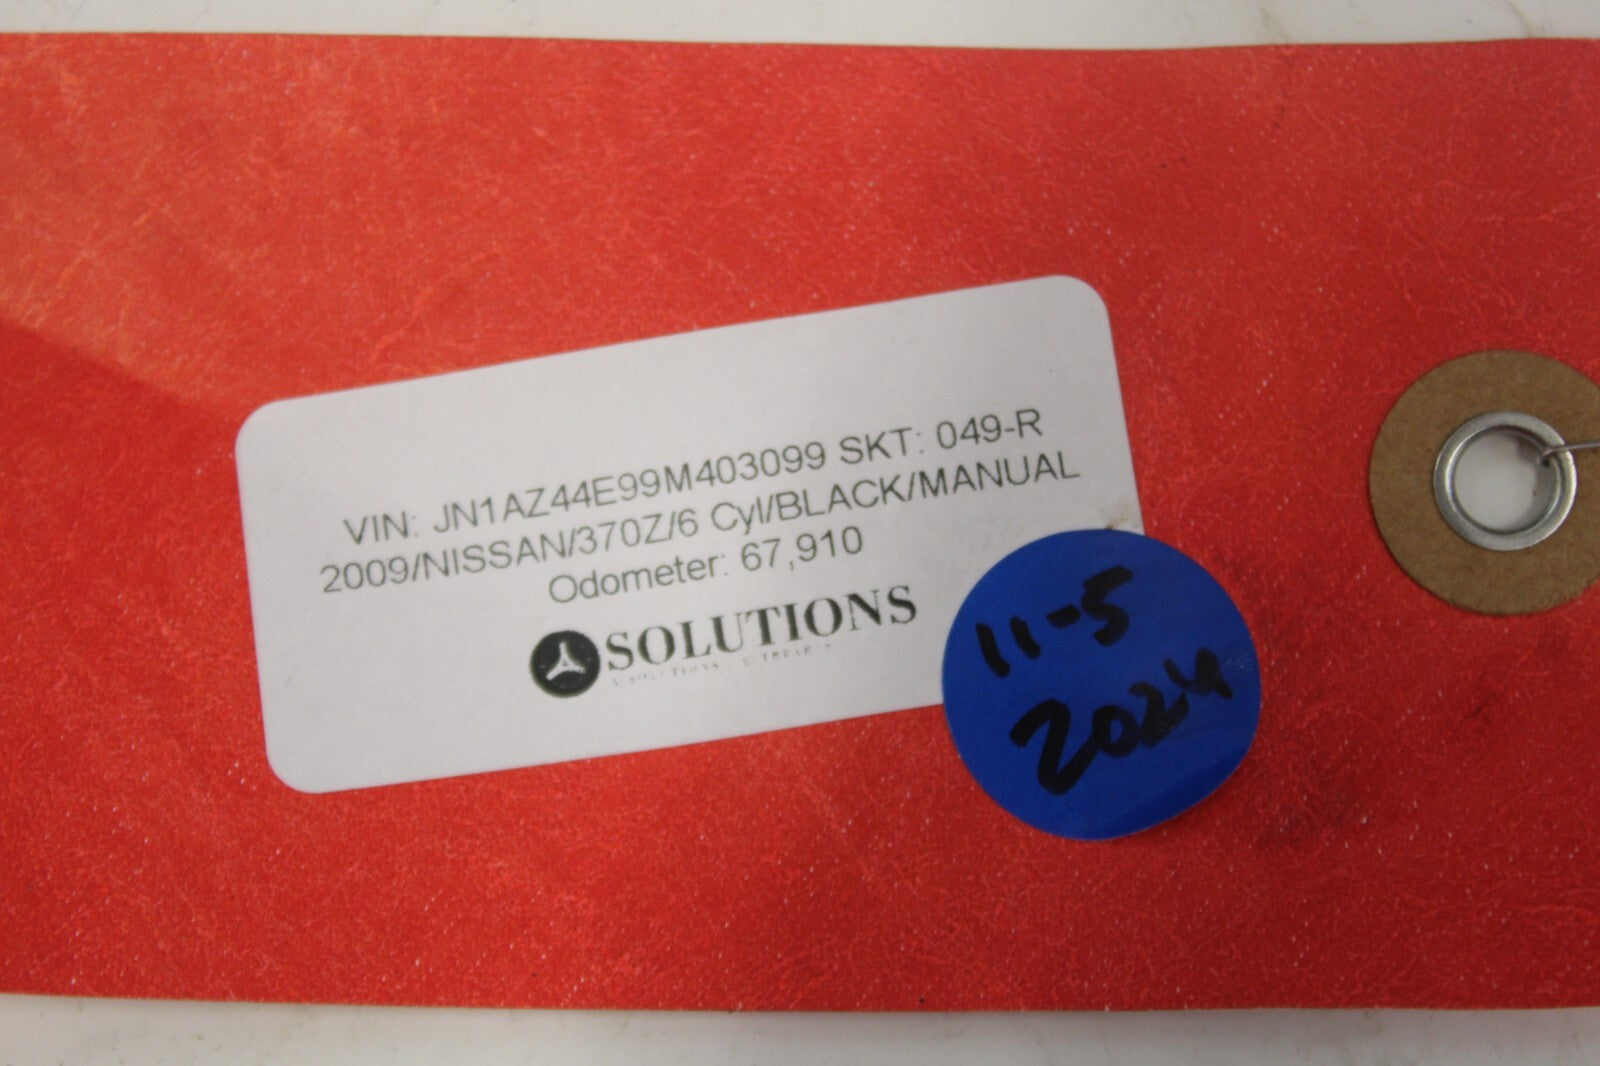 VIN: JN1AZ44E99M403099 SKT: 049-R
2009/NISSAN/370Z/6 Cyl/BLACK/MANUAL
Odometer: 67,910
SOLUTIONS
11-5
2024